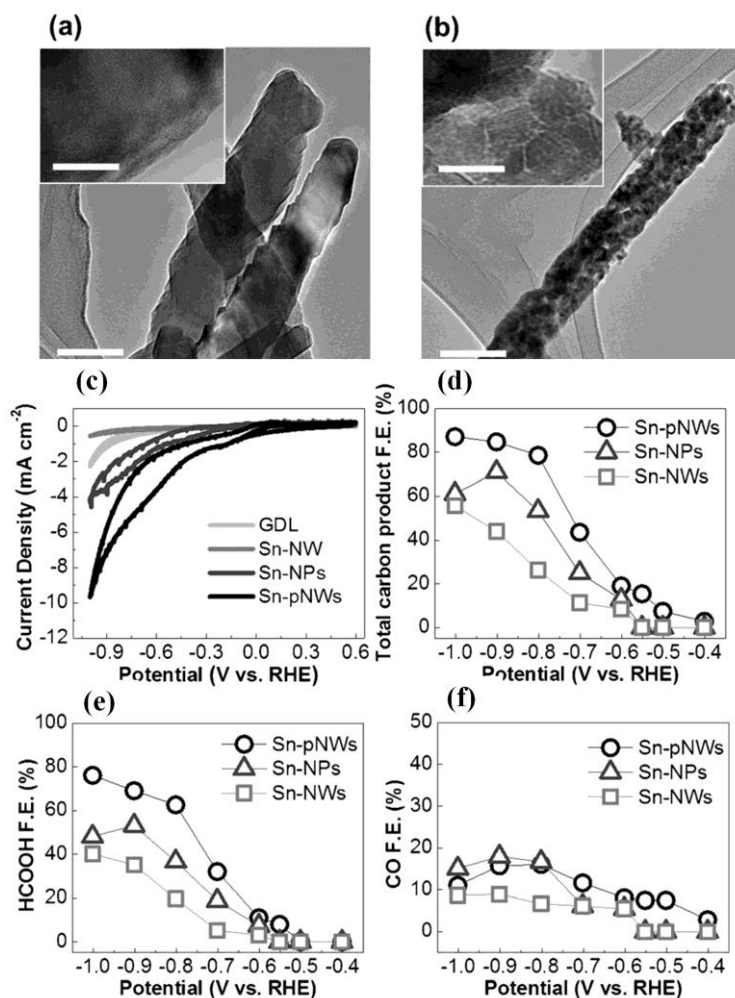 (a)
(b)
(c)
0
-2
-4
-6
-8
-10
-12
Current Density (mA cm-2)
GDL
Sn-NW
Sn-NPs
Sn-pNWs
-0.9 -0.6 -0.3 0.0 0.3 0.6
Potential (V vs. RHE)
(d)
100
80
60
40
20
0
Total carbon product F.E. (%)
Sn-pNWs
Sn-NPs
Sn-NWs
-1.0 -0.9 -0.8 -0.7 -0.6 -0.5 -0.4
Potential (V vs. RHE)
(e)
100
80
60
40
20
0
HCOOH F.E. (%)
Sn-pNWs
Sn-NPs
Sn-NWs
-1.0 -0.9 -0.8 -0.7 -0.6 -0.5 -0.4
Potential (V vs. RHE)
(f)
50
40
30
20
10
0
CO F.E. (%)
Sn-pNWs
Sn-NPs
Sn-NWs
-1.0 -0.9 -0.8 -0.7 -0.6 -0.5 -0.4
Potential (V vs. RHE)